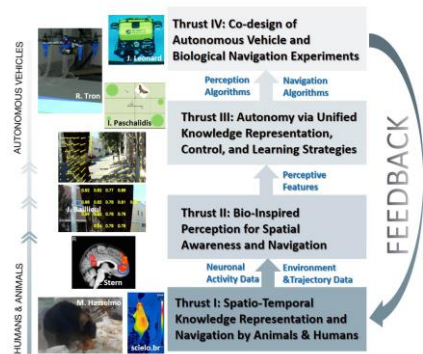 AUTONOMOUS VEHICLES
HUMANS & ANIMALS
R. Tron
J. Leonard
I. Paschalidis
J. Baillieul
Stern
M. Hasselmo
scielo.br
Thrust IV: Co-design of
Autonomous Vehicle and
Biological Navigation Experiments
Perception
Algorithms
Navigation
Algorithms
Thrust III: Autonomy via Unified
Knowledge Representation,
Control, and Learning Strategies
Perceptive
Features
Thrust II: Bio-Inspired
Perception for Spatial
Awareness and Navigation
Neuronal
Activity Data
Environment
&Trajectory Data
Thrust I: Spatio-Temporal
Knowledge Representation and
Navigation by Animals & Humans
FEEDBACK